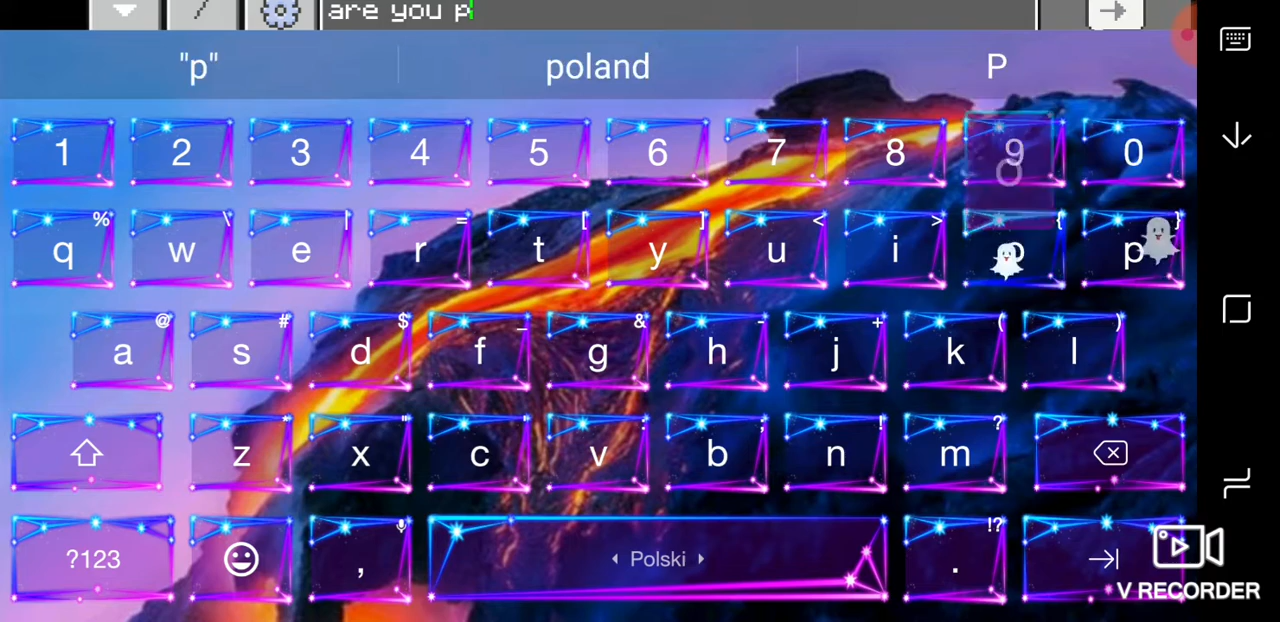 are you p
"p" poland P
1 2 3 4 5 6 7 8 9 0
o
% \ | = [ ] < > { }
q w e r t y u i o p
@ # $ _ & - + ( )
a s d f g h j k l
* " ' : ; ! ?
z x c v b n m
!?
?123 , Polski .
V RECORDER